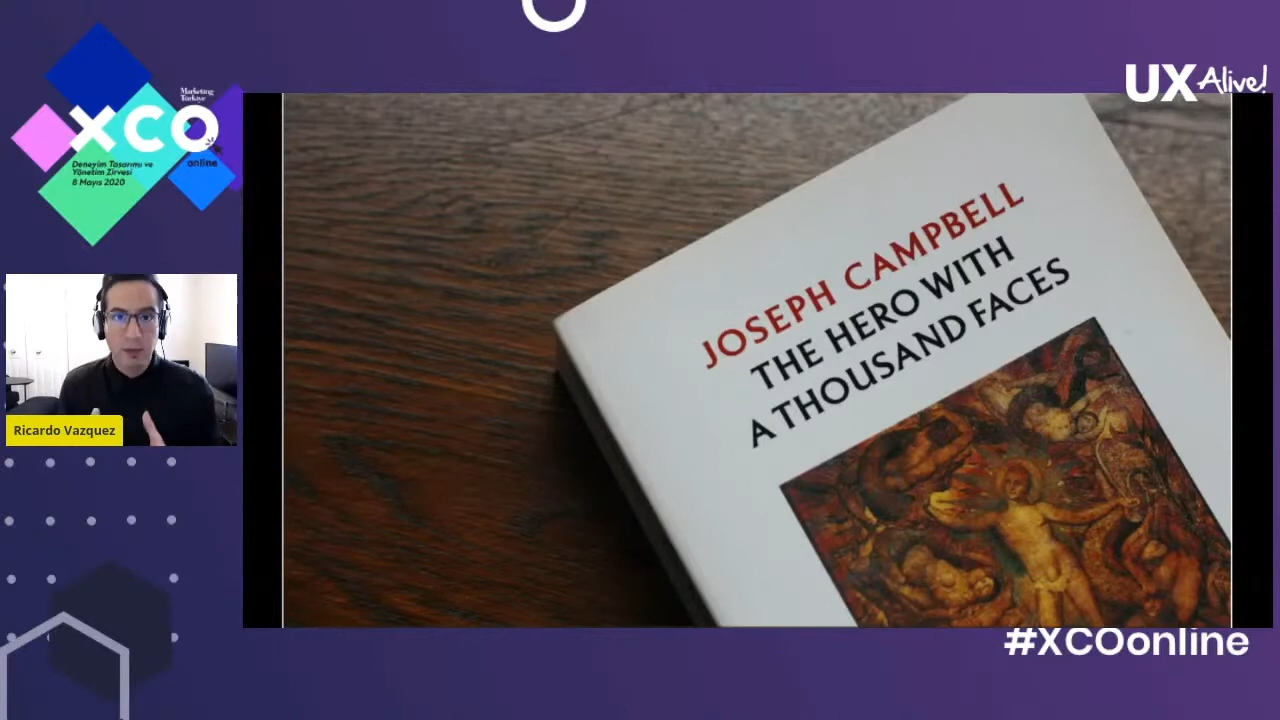 Marketing
Türkiye
XCO
online
Deneyim Tasarımı ve
Yönetim Zirvesi
8 Mayıs 2020
UX Alive!
JOSEPH CAMPBELL
THE HERO WITH
A THOUSAND FACES
Ricardo Vazquez
#XCOonline